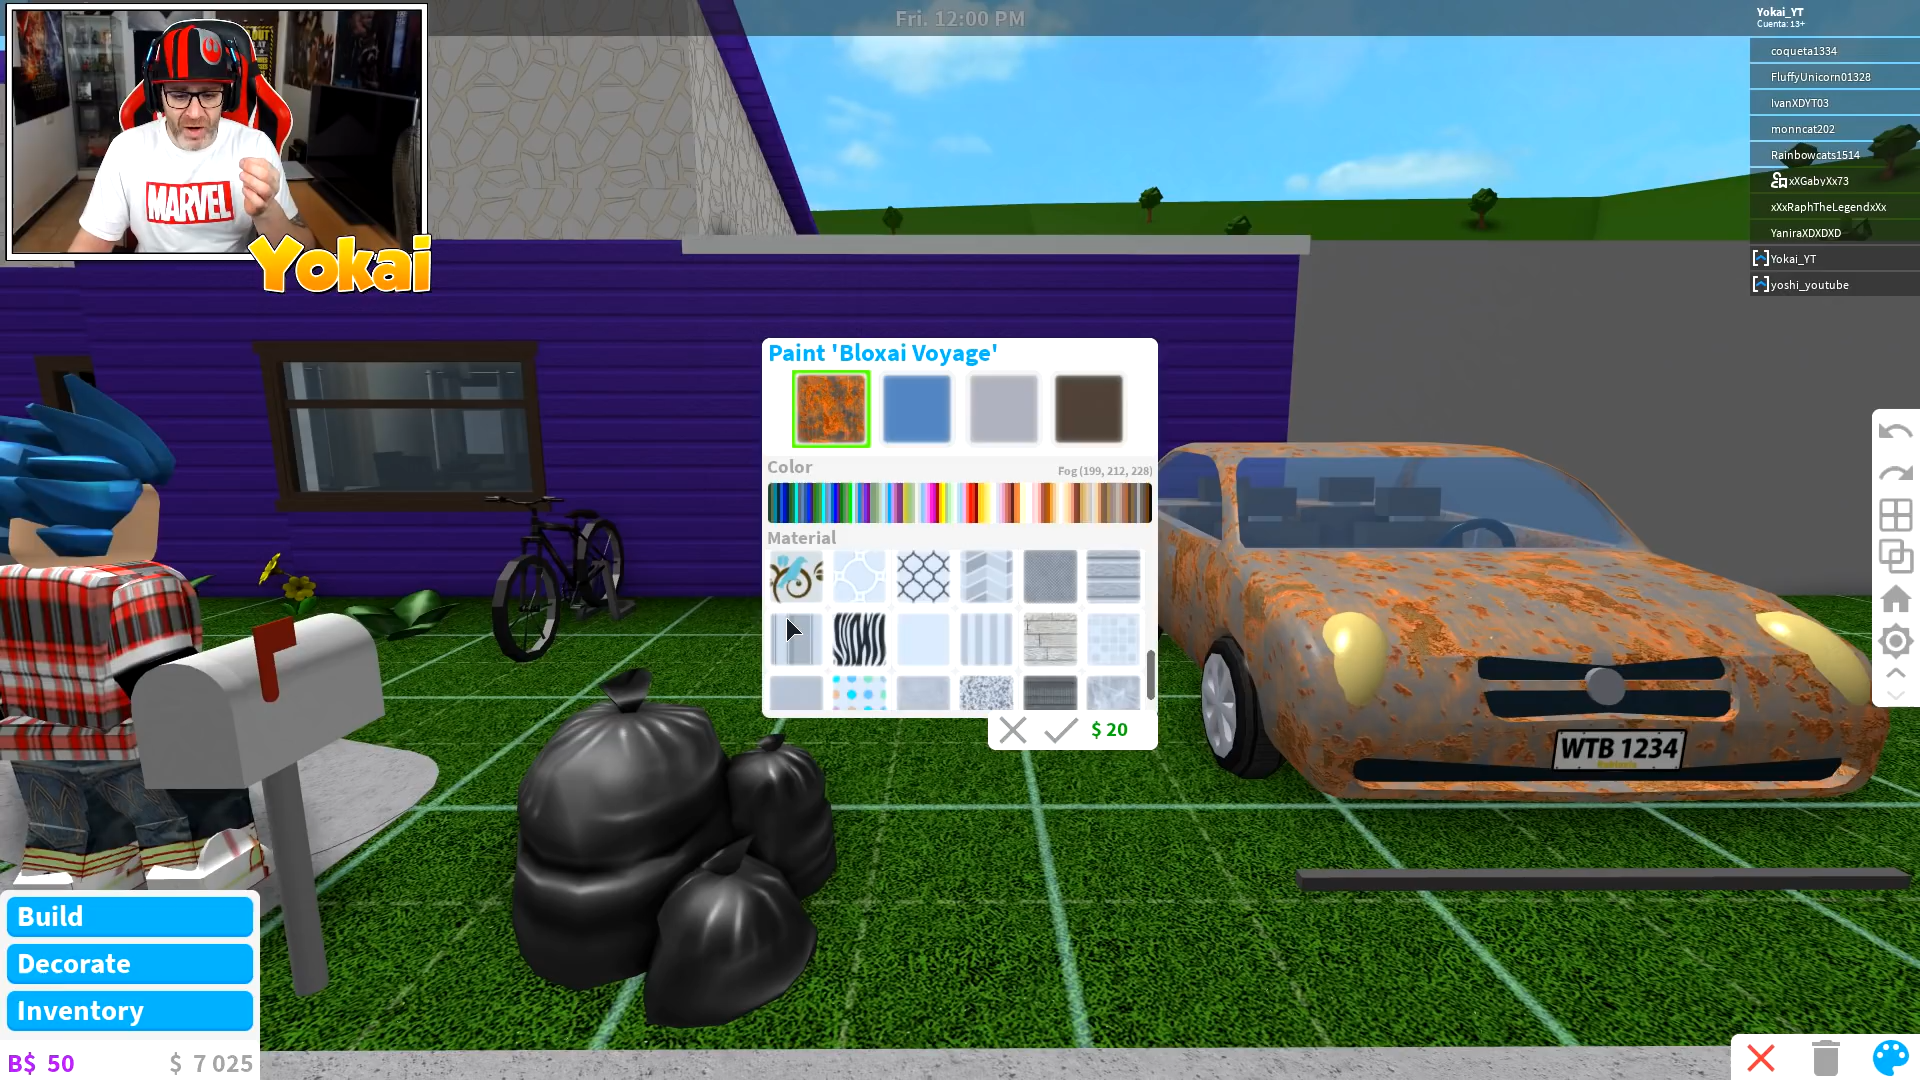 Fri. 12:00 PM
MARVEL
Yokai
Yokai_YT
Cuenta: 13+
coqueta1334
FluffyUnicorn01328
IvanXDYT03
monncat202
Rainbowcats1514
xXGabyXx73
xXxRaphTheLegendxXx
YaniraXDXDXD
Yokai_YT
yoshi_youtube
Paint 'Bloxai Voyage'
Color
Fog (199, 212, 228)
Material
$ 20
WTB 1234
Build
Decorate
Inventory
B$ 50
$ 7 025